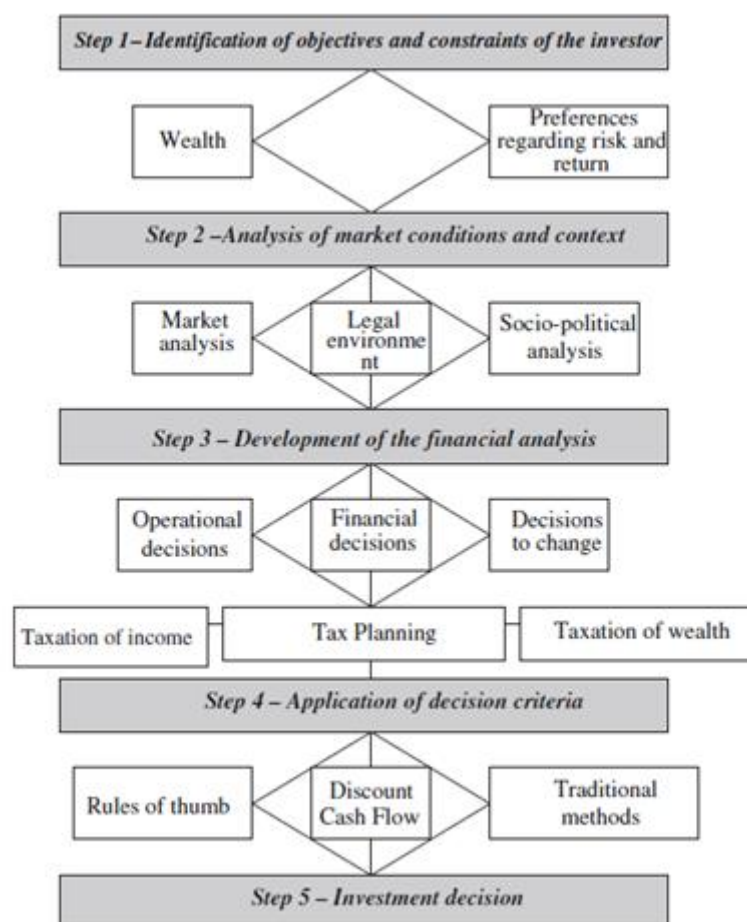 Step 1–Identification of objectives and constraints of the investor
Wealth
Preferences
regarding risk and
return
Step 2 –Analysis of market conditions and context
Market
analysis
Legal
environme
nt
Socio-political
analysis
Step 3 – Development of the financial analysis
Operational
decisions
Financial
decisions
Decisions
to change
Taxation of income
Tax Planning
Taxation of wealth
Step 4 – Application of decision criteria
Rules of thumb
Discount
Cash Flow
Traditional
methods
Step 5 – Investment decision